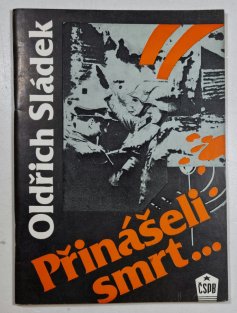 Oldřich Sládek
Přinášeli
smrt...
ČSPB